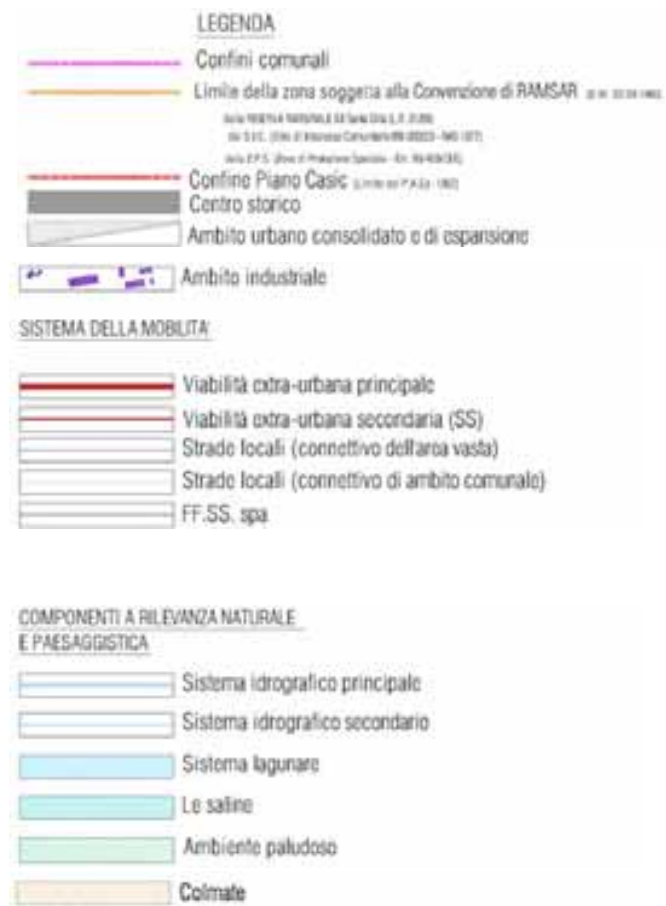 LEGENDA
Confini comunali
Limite della zona soggetta alla Convenzione di RAMSAR
Confine Piano Casic
Centro storico
Ambito urbano consolidato e di espansione
Ambito industriale
SISTEMA DELLA MOBILITA'
Viabilità extra-urbana principale
Viabilità extra-urbana secondaria (SS)
Strade locali (connettivo dell'area vasta)
Strade locali (connettivo di ambito comunale)
FF.SS. spa
COMPONENTI A RILEVANZA NATURALE
E PAESAGGISTICA
Sistema idrografico principale
Sistema idrografico secondario
Sistema lagunare
Le saline
Ambiente paludoso
Colmate